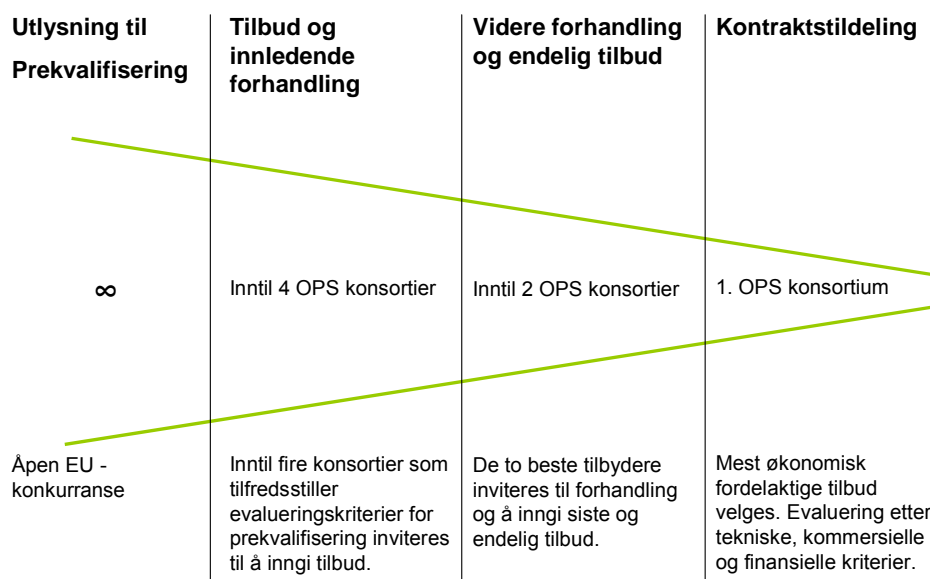 Utlysning til
Prekvalifisering
Tilbud og
innledende
forhandling
Videre forhandling
og endelig tilbud
Kontraktstildeling
∞
Inntil 4 OPS konsortier
Inntil 2 OPS konsortier
1. OPS konsortium
Åpen EU -
konkurranse
Inntil fire konsortier som
tilfredsstiller
evalueringskriterier for
prekvalifisering inviteres
til å inngi tilbud.
De to beste tilbydere
inviteres til forhandling
og å inngi siste og
endelig tilbud.
Mest økonomisk
fordelaktige tilbud
velges. Evaluering etter
tekniske, kommersielle
og finansielle kriterier.